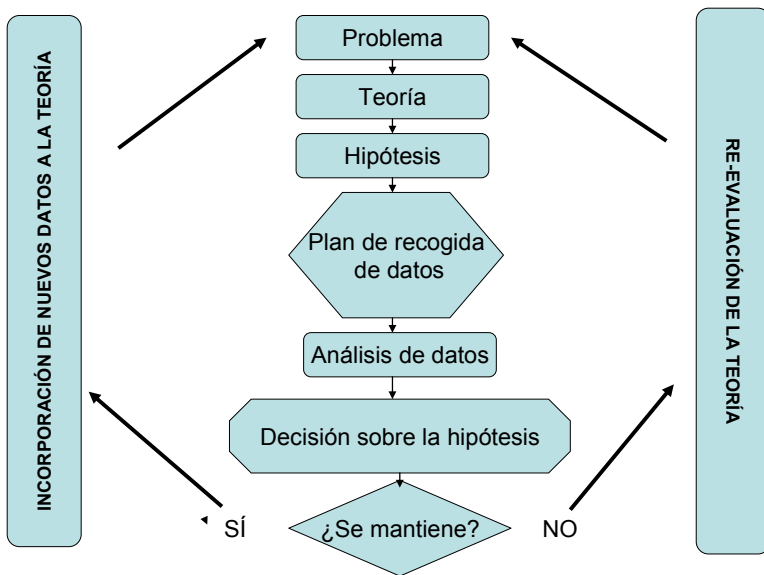 Problema
Teoría
Hipótesis
Plan de recogida
de datos
Análisis de datos
Decisión sobre la hipótesis
¿Se mantiene?
SÍ
NO
INCORPORACIÓN DE NUEVOS DATOS A LA TEORÍA
RE-EVALUACIÓN DE LA TEORÍA